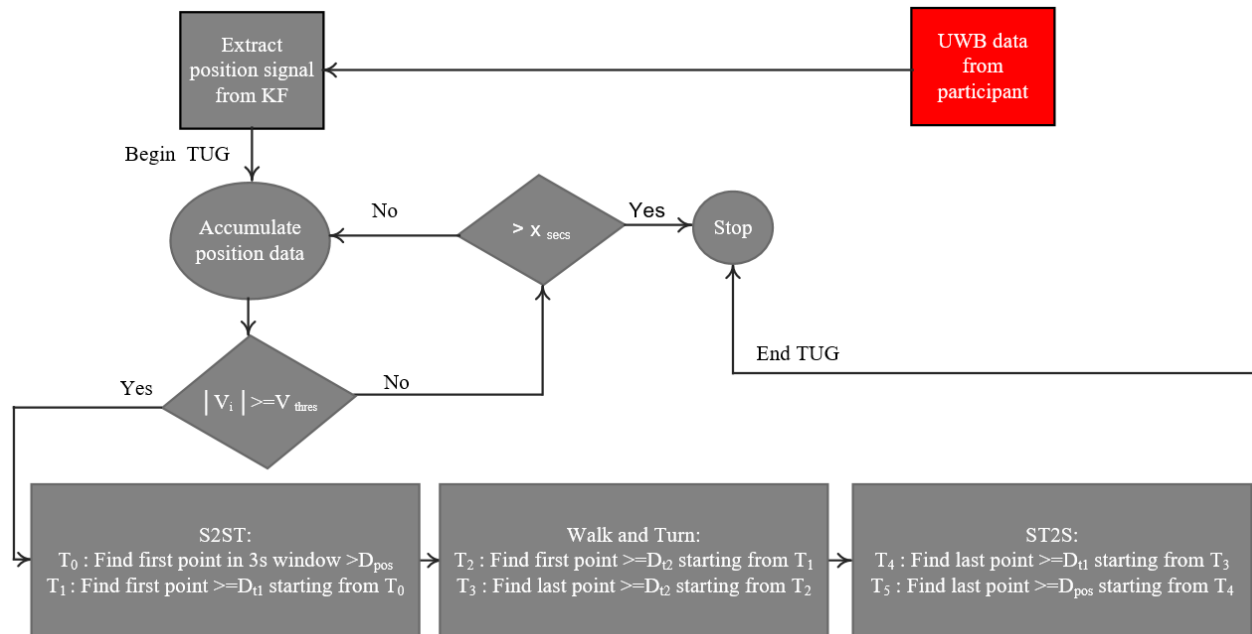 Extract
position signal
from KF
UWB data
from
participant
Begin TUG
Accumulate
position data
No
> x secs
Yes
Stop
End TUG
Yes
|Vi| >=V thres
No
S2ST:
T0 : Find first point in 3s window >Dpos
T1 : Find first point >=Dt1 starting from T0
Walk and Turn:
T2 : Find first point >=Dt2 starting from T1
T3 : Find last point >=Dt2 starting from T2
ST2S:
T4 : Find last point >=Dt1 starting from T3
T5 : Find last point >=Dpos starting from T4